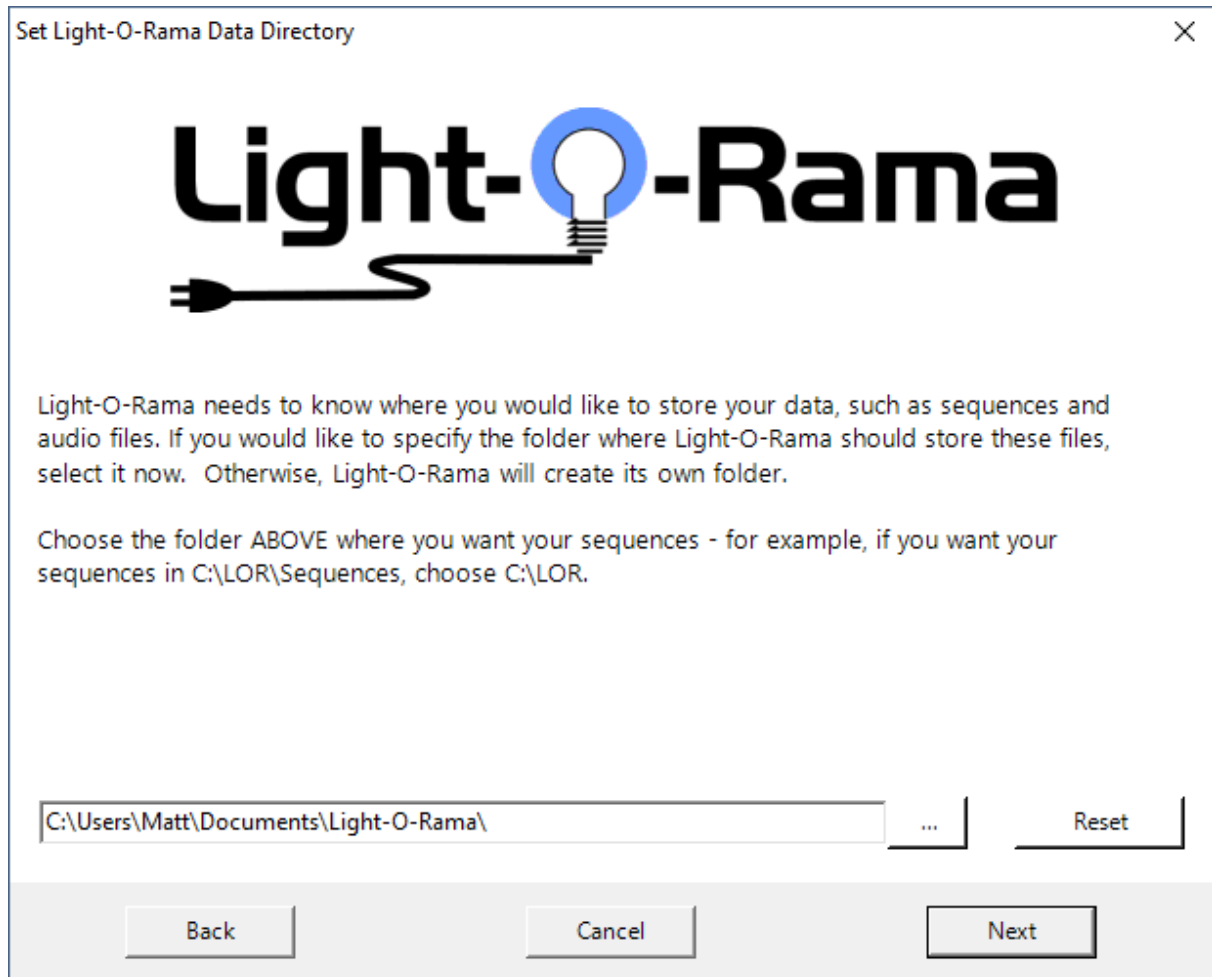 Set Light-O-Rama Data Directory
Light-O-Rama
Light-O-Rama needs to know where you would like to store your data, such as sequences and
audio files. If you would like to specify the folder where Light-O-Rama should store these files,
select it now.  Otherwise, Light-O-Rama will create its own folder.
Choose the folder ABOVE where you want your sequences - for example, if you want your
sequences in C:\LOR\Sequences, choose C:\LOR.
C:\Users\Matt\Documents\Light-O-Rama\
...
Reset
Back
Cancel
Next